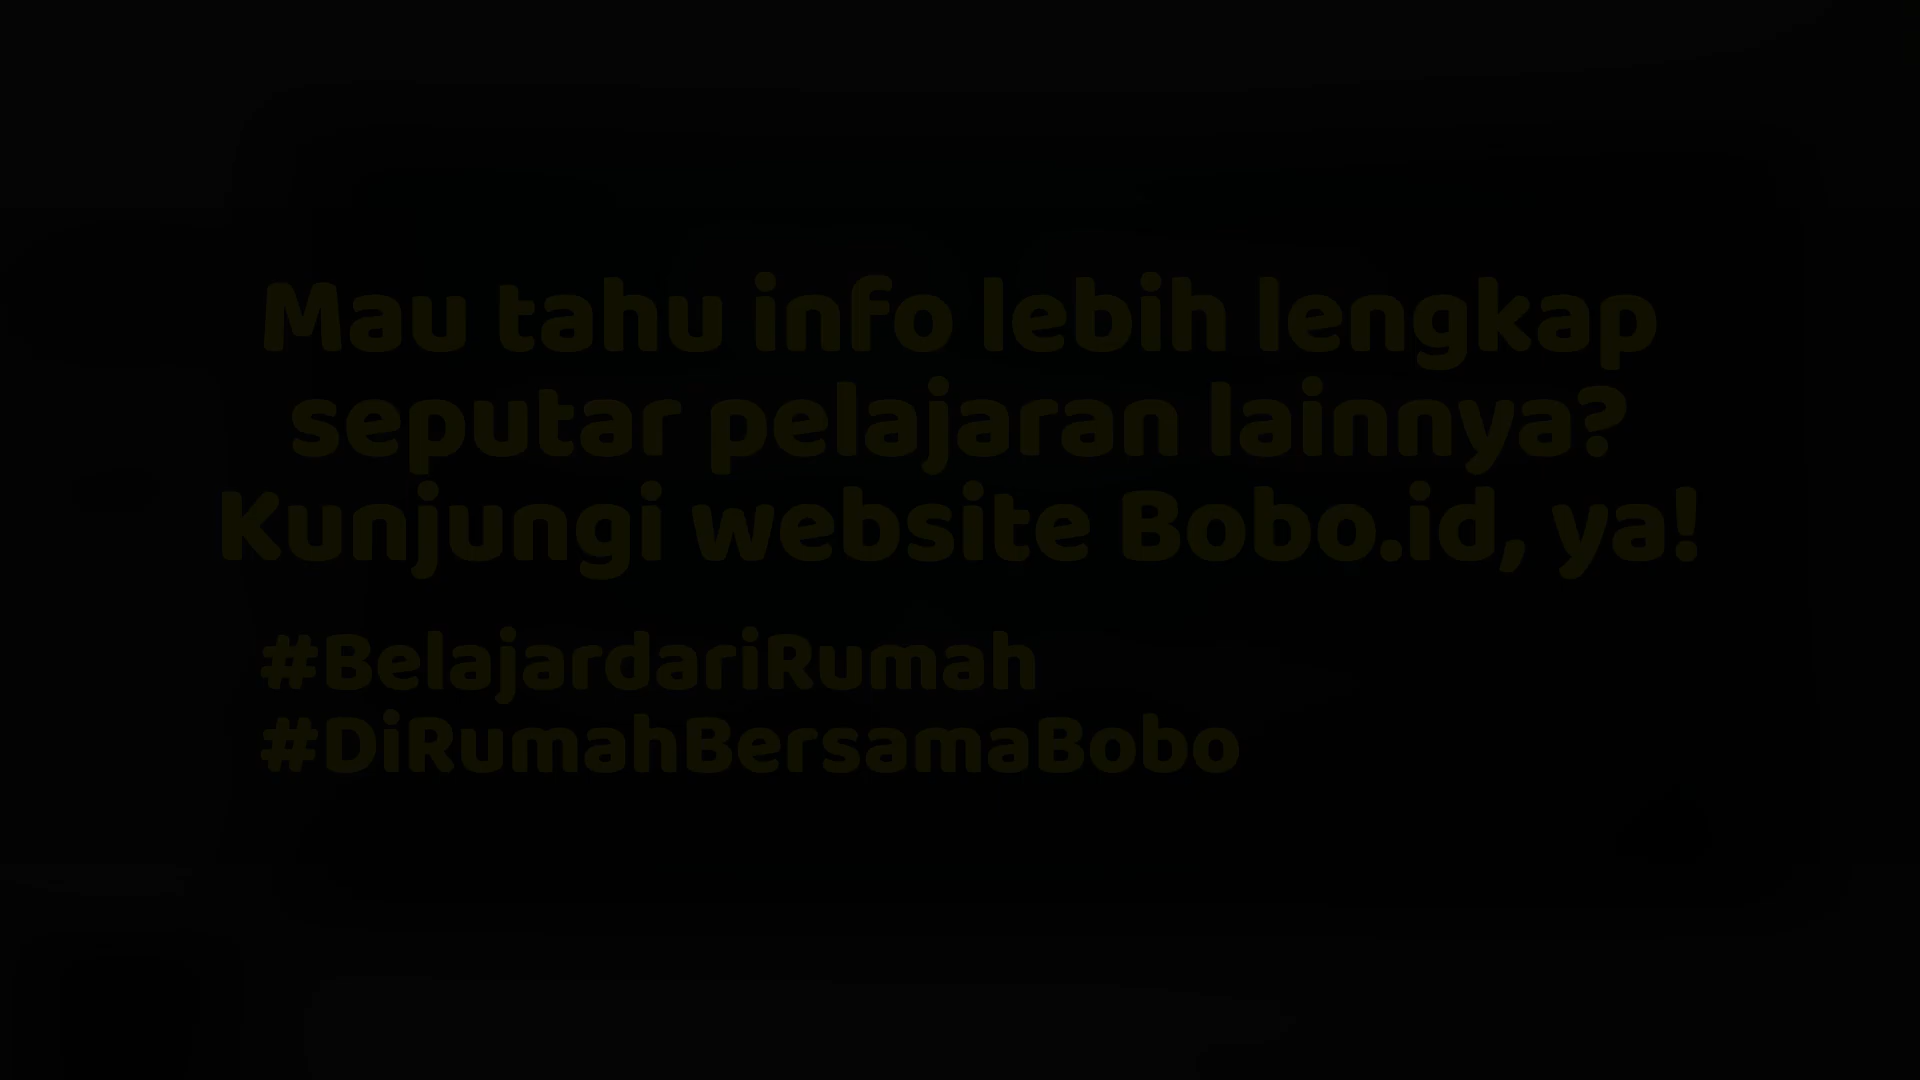 Mau tahu info lebih lengkap
seputar pelajaran lainnya?
Kunjungi website Bobo.id, ya!
#BelajardariRumah
#DiRumahBersamaBobo